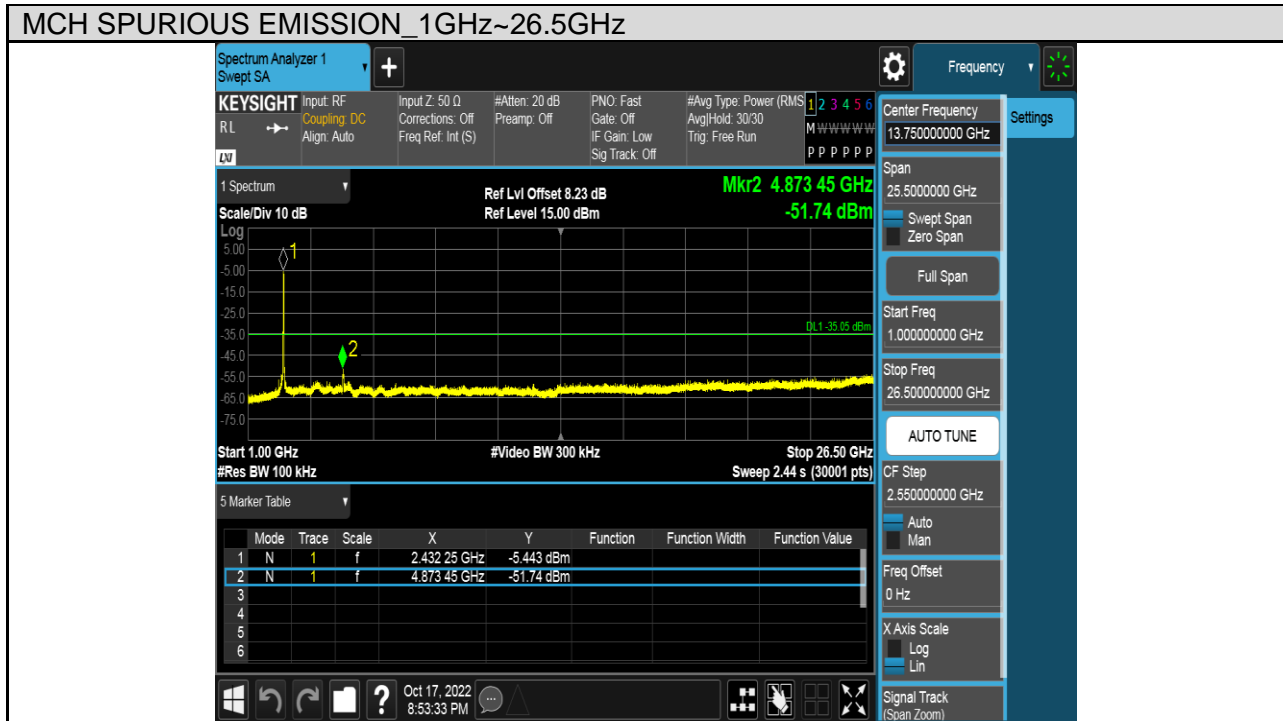 MCH SPURIOUS EMISSION_1GHz~26.5GHz
Spectrum Analyzer 1
Swept SA
+
Frequency
KEYSIGHT
RL
LXI
Input: RF
Coupling: DC
Align: Auto
Input Z: 50 Ω
Corrections: Off
Freq Ref: Int (S)
#Atten: 20 dB
Preamp: Off
PNO: Fast
Gate: Off
IF Gain: Low
Sig Track: Off
#Avg Type: Power (RMS
Avg|Hold: 30/30
Trig: Free Run
1 2 3 4 5 6
M W W W W W
P P P P P P
1 Spectrum
Scale/Div 10 dB
Ref Lvl Offset 8.23 dB
Ref Level 15.00 dBm
Mkr2 4.873 45 GHz
-51.74 dBm
Log
5.00
-5.00
-15.0
-25.0
-35.0
-45.0
-55.0
-65.0
-75.0
1
2
DL1 -35.05 dBm
Start 1.00 GHz
#Res BW 100 kHz
#Video BW 300 kHz
Stop 26.50 GHz
Sweep 2.44 s (30001 pts)
5 Marker Table
Mode Trace Scale X Y Function Function Width Function Value
1 N 1 f 2.432 25 GHz -5.443 dBm
2 N 1 f 4.873 45 GHz -51.74 dBm
3
4
5
6
?
Oct 17, 2022
8:53:33 PM
Center Frequency
13.750000000 GHz
Settings
Span
25.5000000 GHz
Swept Span
Zero Span
Full Span
Start Freq
1.000000000 GHz
Stop Freq
26.500000000 GHz
AUTO TUNE
CF Step
2.550000000 GHz
Auto
Man
Freq Offset
0 Hz
X Axis Scale
Log
Lin
Signal Track
(Span Zoom)